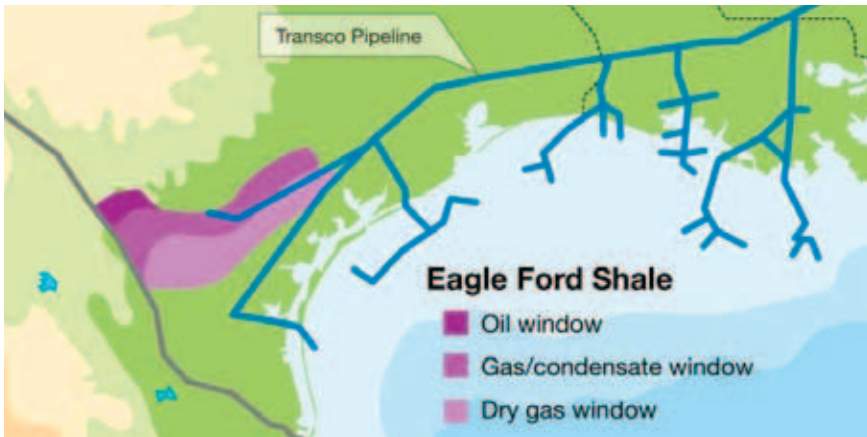 Transco Pipeline
Eagle Ford Shale
Oil window
Gas/condensate window
Dry gas window